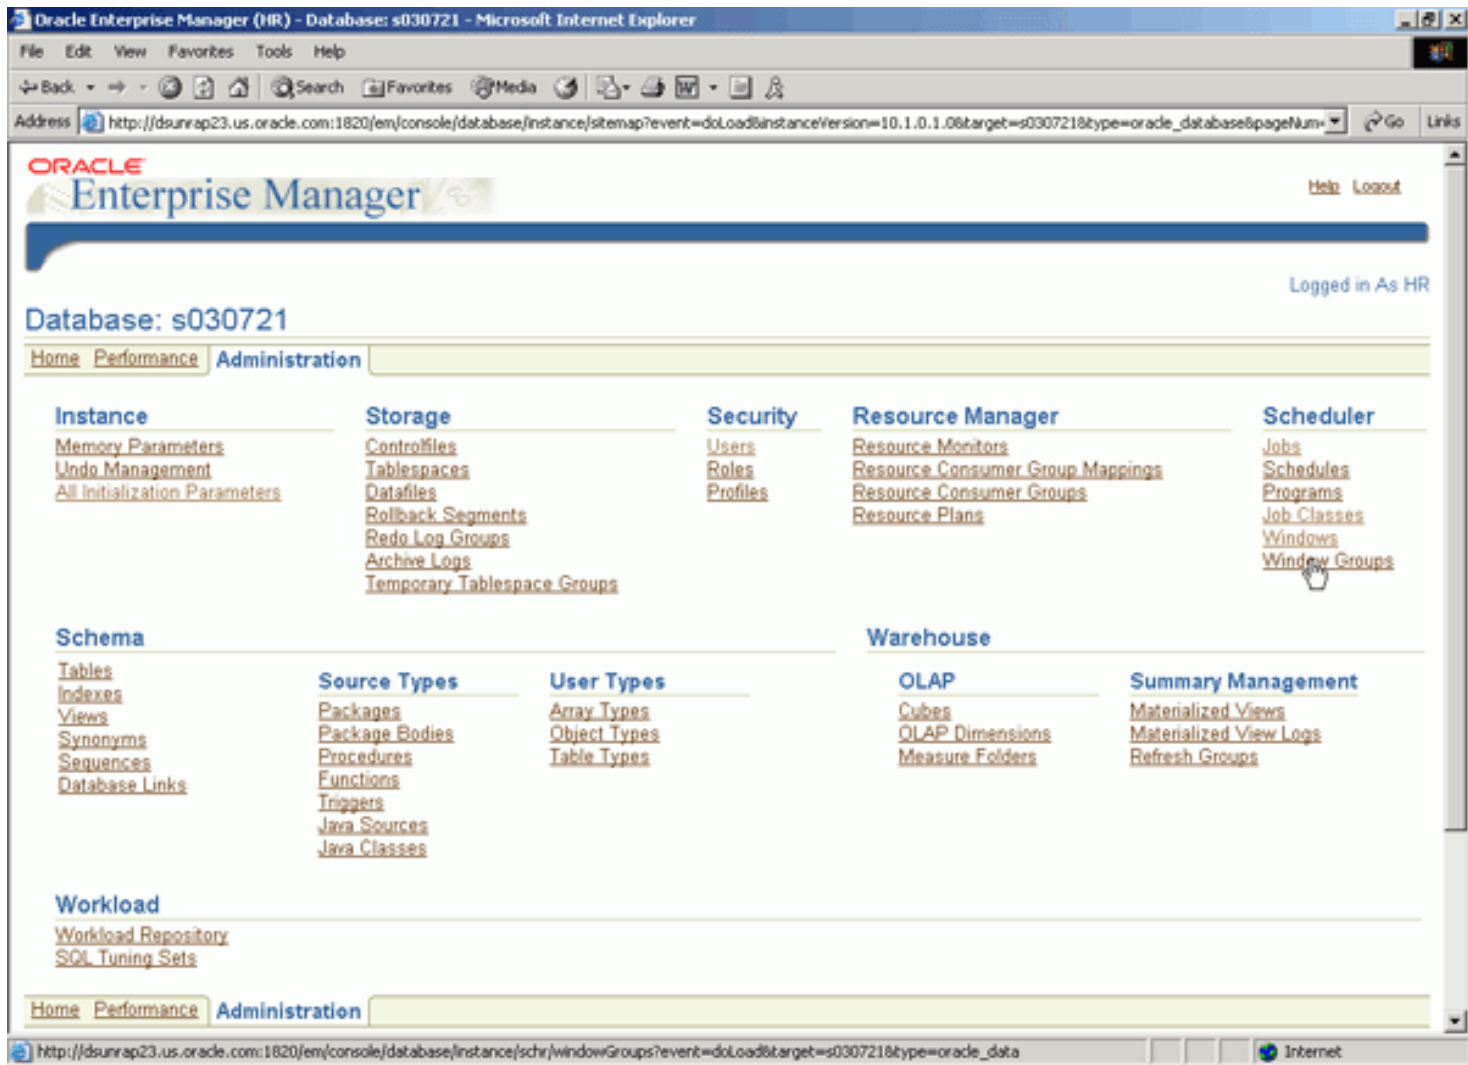 Oracle Enterprise Manager (HR) - Database: s030721 - Microsoft Internet Explorer
File Edit View Favorites Tools Help
Back Search Favorites Media
Address http://dsunrap23.us.oracle.com:1820/em/console/database/instance/sitemap?event=doLoad&instanceVersion=10.1.0.1.0&target=s030721&type=oracle_database&pageNum= Go Links
ORACLE
Enterprise Manager
Help Logout
Logged in As HR
Database: s030721
Home Performance Administration
Instance Storage Security Resource Manager Scheduler
Memory Parameters Controlfiles Users Resource Monitors Jobs
Undo Management Tablespaces Roles Resource Consumer Group Mappings Schedules
All Initialization Parameters Datafiles Profiles Resource Consumer Groups Programs
Rollback Segments Resource Plans Job Classes
Redo Log Groups Windows
Archive Logs Window Groups
Temporary Tablespace Groups
Schema Warehouse
Tables Source Types User Types OLAP Summary Management
Indexes
Views Packages Array Types Cubes Materialized Views
Synonyms Package Bodies Object Types OLAP Dimensions Materialized View Logs
Sequences Procedures Table Types Measure Folders Refresh Groups
Database Links Functions
Triggers
Java Sources
Java Classes
Workload
Workload Repository
SQL Tuning Sets
Home Performance Administration
http://dsunrap23.us.oracle.com:1820/em/console/database/instance/schr/windowGroups?event=doLoad&target=s030721&type=oracle_data Internet